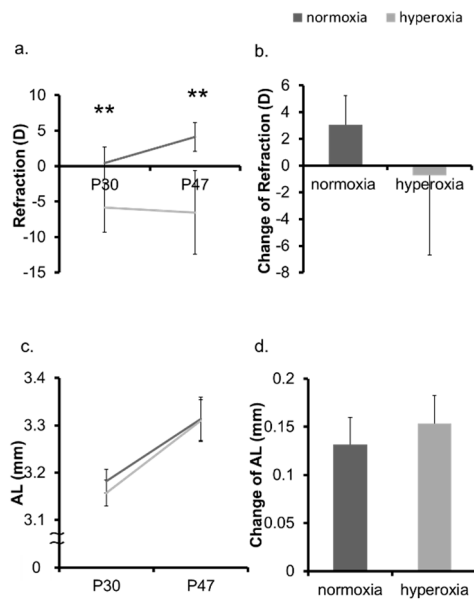 normoxia hyperoxia
a.
Refraction (D)
10
5
0
-5
-10
-15
**
**
P30 P47
b.
Change of Refraction (D)
6
4
2
0
-2
-4
-6
-8
normoxia hyperoxia
c.
AL (mm)
3.4
3.3
3.2
3.1
0
P30 P47
d.
Change of AL (mm)
0.2
0.15
0.1
0.05
0
normoxia hyperoxia